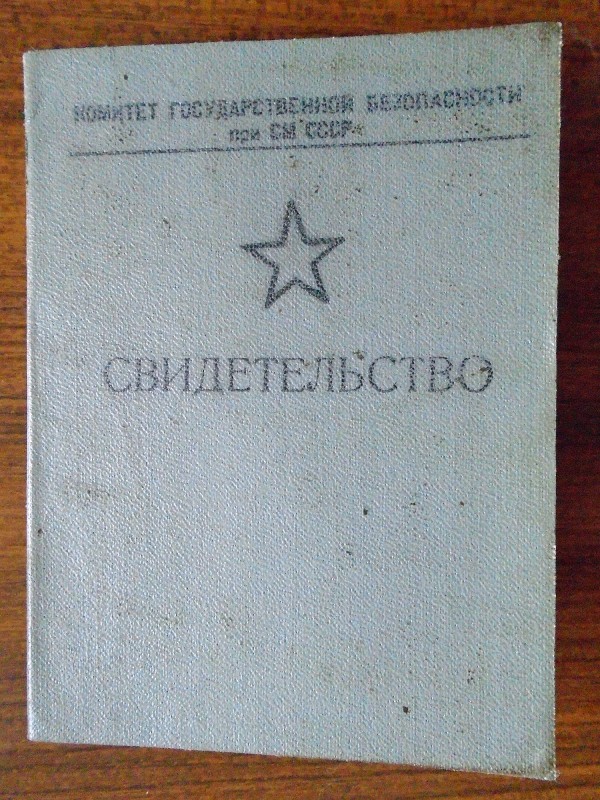 КОМИТЕТ ГОСУДАРСТВЕННОЙ БЕЗОПАСНОСТИ
при СМ СССР
СВИДЕТЕЛЬСТВО